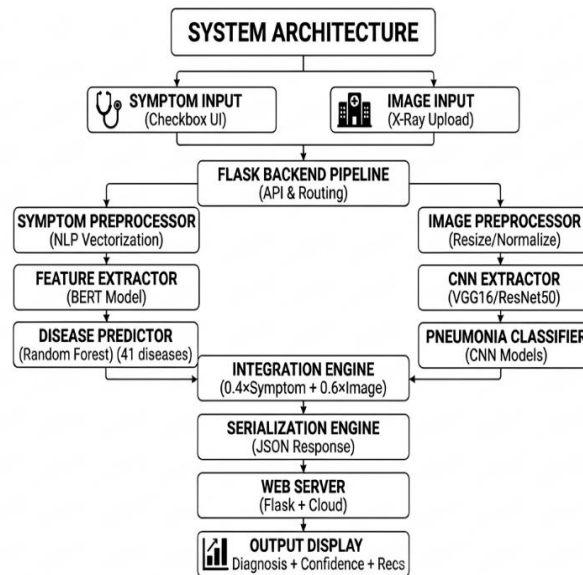 SYSTEM ARCHITECTURE
SYMPTOM INPUT
(Checkbox UI)
IMAGE INPUT
(X-Ray Upload)
FLASK BACKEND PIPELINE
(API & Routing)
SYMPTOM PREPROCESSOR
(NLP Vectorization)
IMAGE PREPROCESSOR
(Resize/Normalize)
FEATURE EXTRACTOR
(BERT Model)
CNN EXTRACTOR
(VGG16/ResNet50)
DISEASE PREDICTOR
(Random Forest) (41 diseases)
PNEUMONIA CLASSIFIER
(CNN Models)
INTEGRATION ENGINE
(0.4×Symptom + 0.6×Image)
SERIALIZATION ENGINE
(JSON Response)
WEB SERVER
(Flask + Cloud)
OUTPUT DISPLAY
Diagnosis + Confidence + Recs